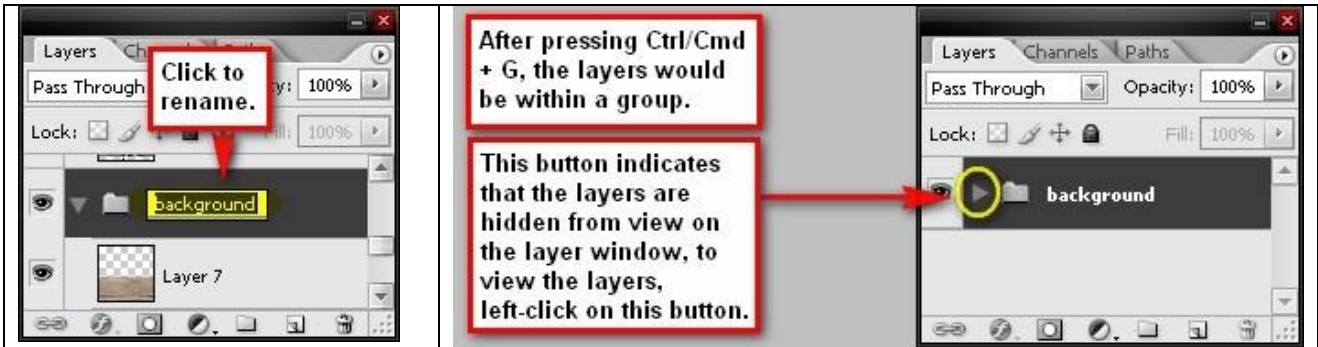 Layers
Click to
rename.
Pass Through
100%
Lock:
Fill:
100%
background
Layer 7
After pressing Ctrl/Cmd
+ G, the layers would
be within a group.
This button indicates
that the layers are
hidden from view on
the layer window, to
view the layers,
left-click on this button.
Layers Channels Paths
Pass Through Opacity: 100%
Lock: Fill: 100%
background